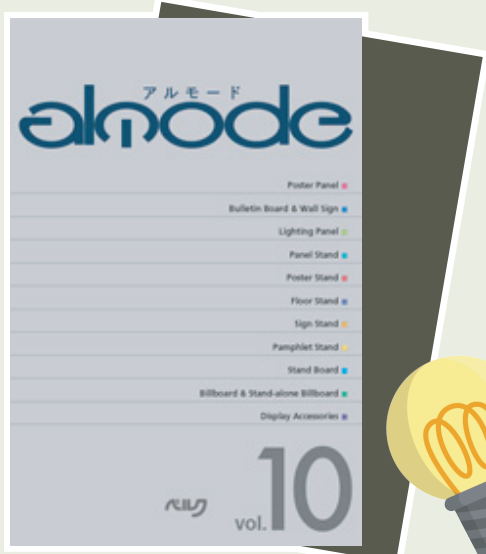 アルモード
almode
Poster Panel
Bulletin Board & Wall Sign
Lighting Panel
Panel Stand
Poster Stand
Floor Stand
Sign Stand
Pamphlet Stand
Stand Board
Billboard & Stand-alone Billboard
Display Accessories
ベルク
vol.10